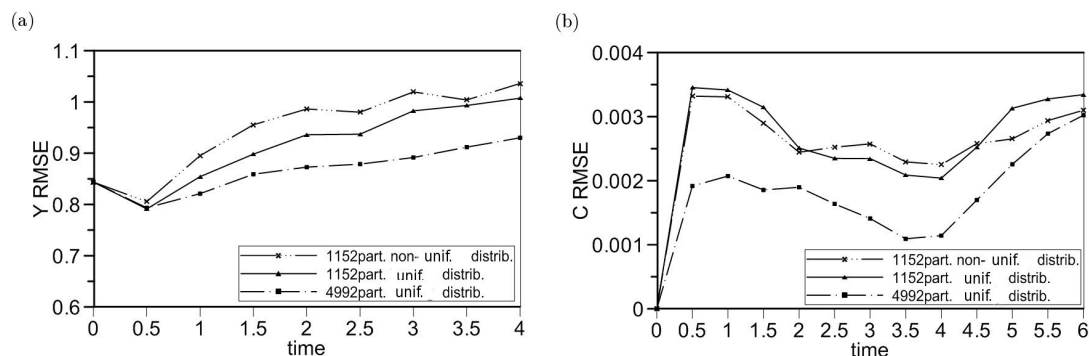 (a)
1.1
1
0.9
0.8
0.7
0.6
Y RMSE
1152part. non- unif. distrib.
1152part. unif. distrib.
4992part. unif. distrib.
0 0.5 1 1.5 2 2.5 3 3.5 4
time
(b)
0.004
0.003
0.002
0.001
0
C RMSE
1152part. non- unif. distrib.
1152part. unif. distrib.
4992part. unif. distrib.
0 0.5 1 1.5 2 2.5 3 3.5 4 4.5 5 5.5 6
time